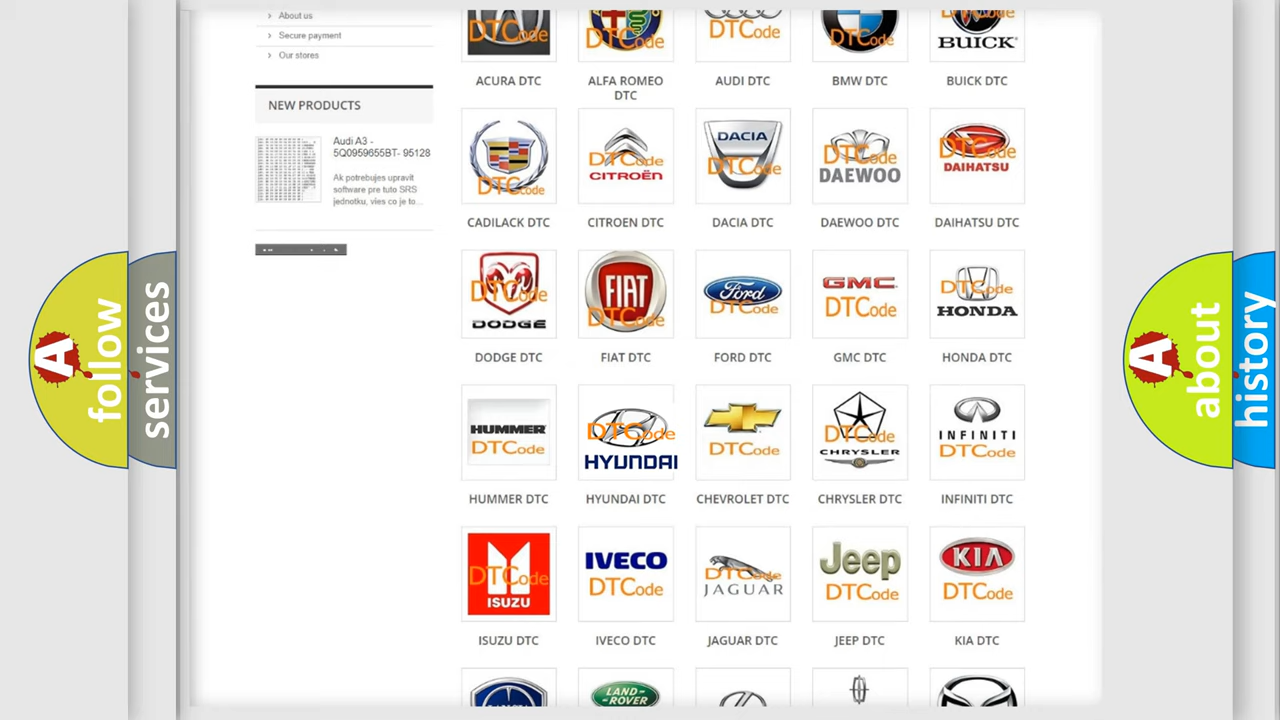 About us
Secure payment
Our stores
NEW PRODUCTS
Audi A3 -
5Q0959655BT- 95128
Ak potrebujes upravit
software pre tuto SRS
jednotku, vies co je to...
DTCode
DTCode
DTCode
DTCode
BUICK
ACURA DTC
ALFA ROMEO
DTC
AUDI DTC
BMW DTC
BUICK DTC
DTCode
DTCode
CITROËN
DACIA
DTCode
DTCode
DAEWOO
DTCode
DAIHATSU
CADILACK DTC
CITROEN DTC
DACIA DTC
DAEWOO DTC
DAIHATSU DTC
DTCode
DODGE
FIAT
DTCode
Ford
DTCode
GMC
DTCode
DTCode
HONDA
DODGE DTC
FIAT DTC
FORD DTC
GMC DTC
HONDA DTC
HUMMER
DTCode
DTCode
HYUNDAI
DTCode
DTCode
CHRYSLER
INFINITI
DTCode
HUMMER DTC
HYUNDAI DTC
CHEVROLET DTC
CHRYSLER DTC
INFINITI DTC
DTCode
ISUZU
IVECO
DTCode
DTCode
JAGUAR
Jeep
DTCode
KIA
DTCode
ISUZU DTC
IVECO DTC
JAGUAR DTC
JEEP DTC
KIA DTC
LAND-
ROVER
A follow
services
A about
history